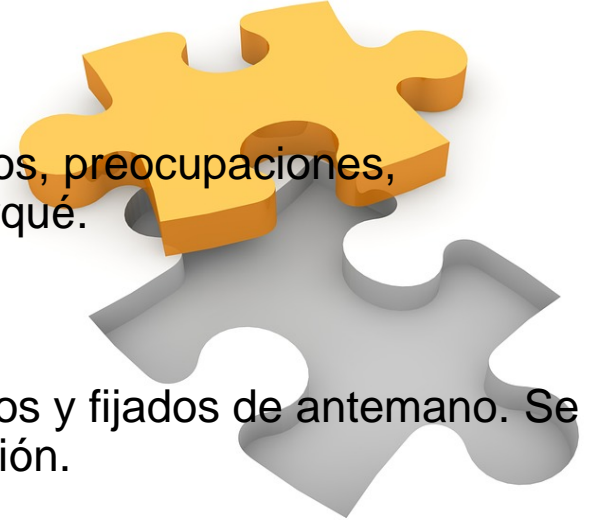 os, preocupaciones,
qué.
os y fijados de antemano. Se
ión.